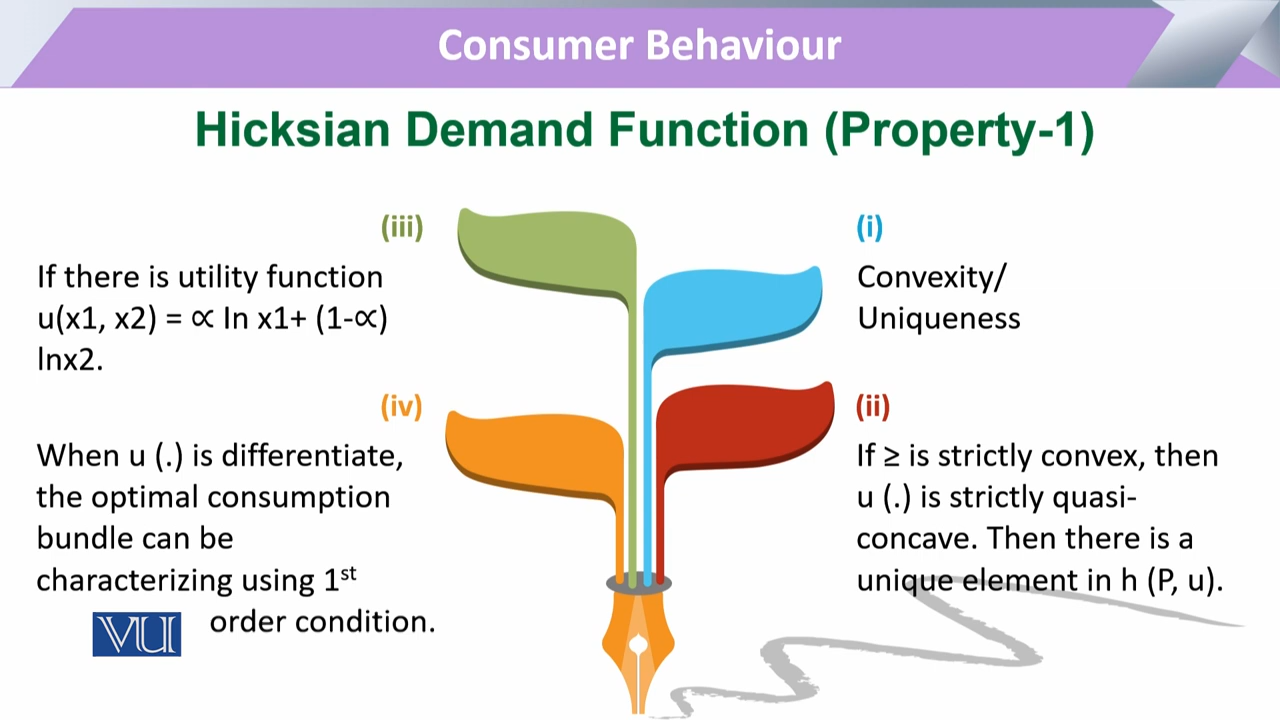 Consumer Behaviour
Hicksian Demand Function (Property-1)
(iii)
If there is utility function
u(x1, x2) = ∝ ln x1+ (1-∝)
lnx2.
(i)
Convexity/
Uniqueness
(iv)
When u (.) is differentiate,
the optimal consumption
bundle can be
characterizing using 1st
order condition.
(ii)
If ≥ is strictly convex, then
u (.) is strictly quasi-
concave. Then there is a
unique element in h (P, u).
VU